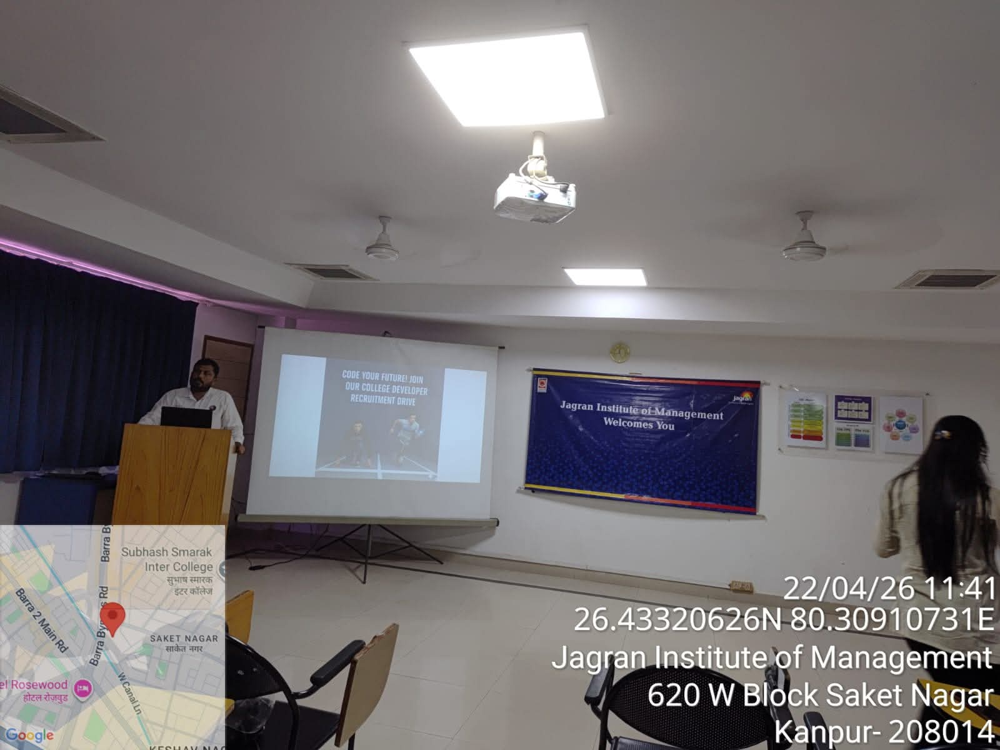 CODE YOUR FUTURE! JOIN
OUR COLLEGE DEVELOPER
RECRUITMENT DRIVE
Jagran
Jagran Institute of Management
Welcomes You
Subhash Smarak
Inter College
सुभाष स्मारक
इंटर कॉलेज
Barra By
Barra 2 Main Rd
Barra Byp s Rd
SAKET NAGAR
साकेत नगर
el Rosewood
होटल रोज़वुड
W Canal Ln
KESHAV NAG
Google
22/04/26 11:41
26.43320626N 80.30910731E
Jagran Institute of Management
620 W Block Saket Nagar
Kanpur- 208014